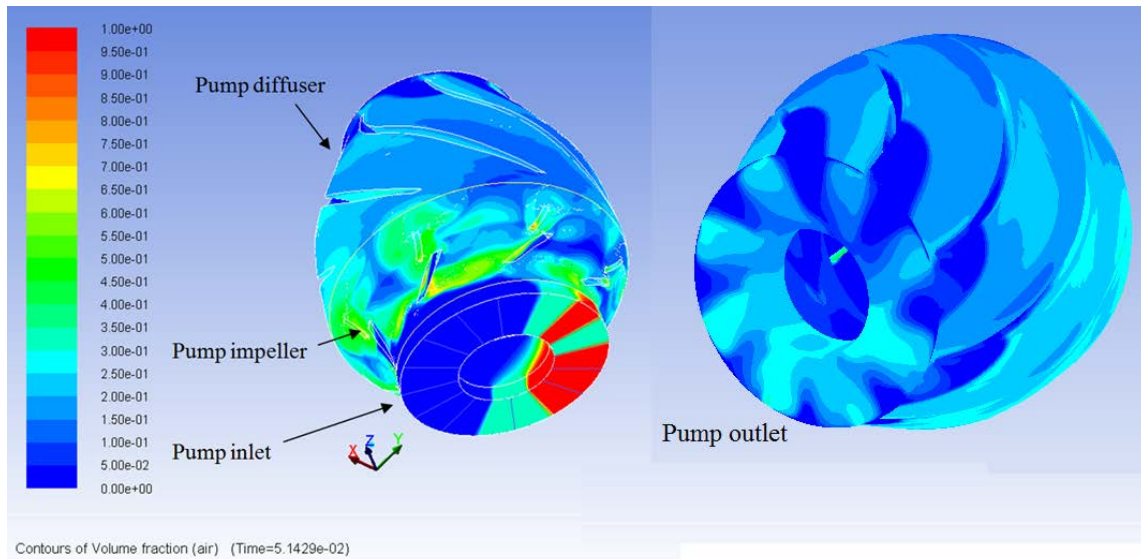 1.00e+00
9.50e-01
9.00e-01
8.50e-01
8.00e-01
7.50e-01
7.00e-01
6.50e-01
6.00e-01
5.50e-01
5.00e-01
4.50e-01
4.00e-01
3.50e-01
3.00e-01
2.50e-01
2.00e-01
1.50e-01
1.00e-01
5.00e-02
0.00e+00
Pump diffuser
Pump impeller
Pump inlet
X Z Y
Pump outlet
Contours of Volume fraction (air) (Time=5.1429e-02)